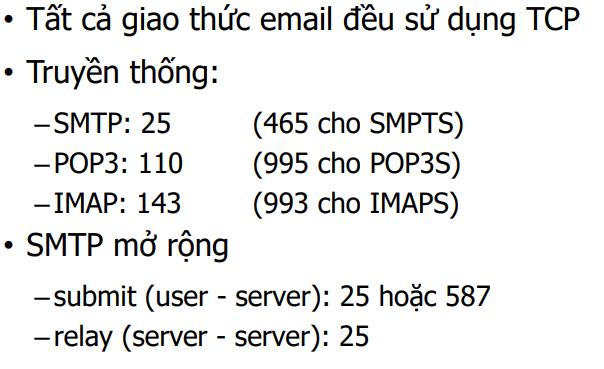 • Tất cả giao thức email đều sử dụng TCP
• Truyền thống:
–SMTP: 25 (465 cho SMPTS)
–POP3: 110 (995 cho POP3S)
–IMAP: 143 (993 cho IMAPS)
• SMTP mở rộng
–submit (user - server): 25 hoặc 587
–relay (server - server): 25